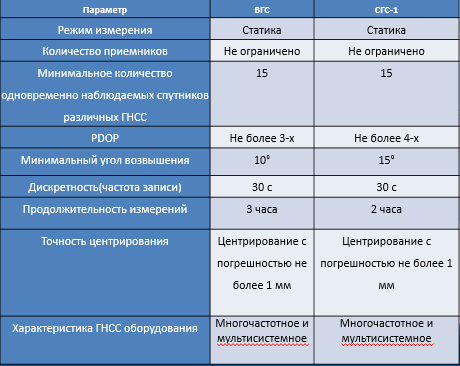 Параметр ВГС СГС-1
Режим измерения Статика Статика
Количество приемников Не ограничено Не ограничено
Минимальное количество 15 15
одновременно наблюдаемых спутников
различных ГНСС
PDOP Не более 3-х Не более 4-х
Минимальный угол возвышения 10° 15°
Дискретность(частота записи) 30 с 30 с
Продолжительность измерений 3 часа 2 часа
Точность центрирования Центрирование с Центрирование с
погрешностью не погрешностью не более 1
более 1 мм мм
Характеристика ГНСС оборудования Многочастотное и Многочастотное и
мультисистемное мультисистемное